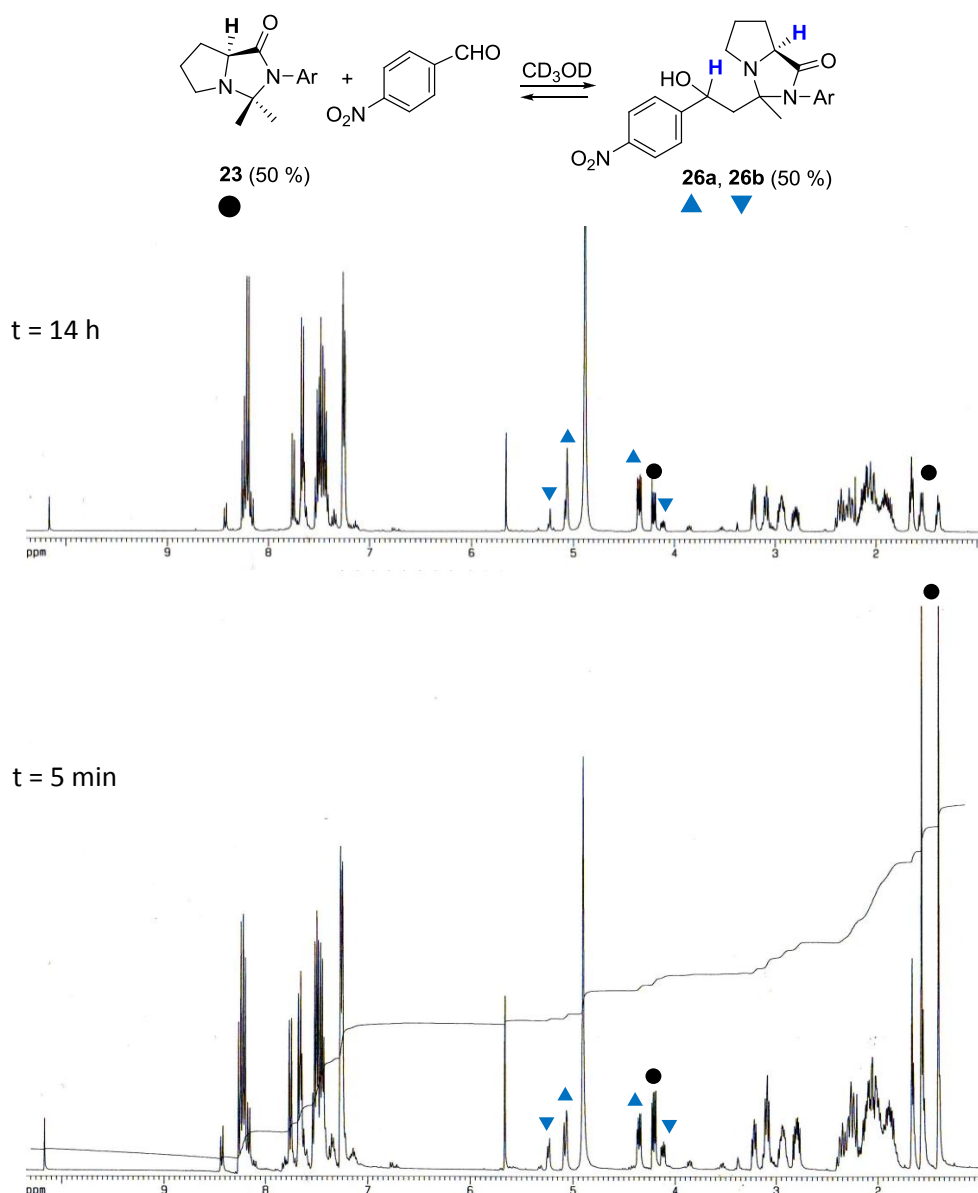 H
O
N
N–Ar
+
CHO
O2N
CD3OD
HO
H
H
N
O
N–Ar
O2N
23 (50 %)
26a, 26b (50 %)
t = 14 h
ppm 9 8 7 6 5 4 3 2
t = 5 min
ppm 9 8 7 6 5 4 3 2